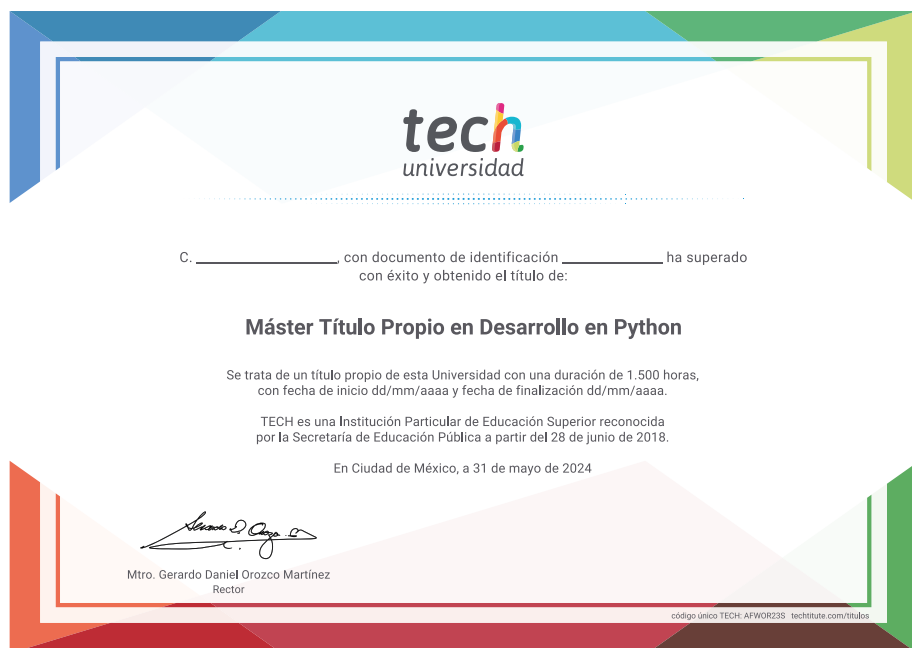 tech
universidad
C. __________________, con documento de identificación _____________ ha superado
con éxito y obtenido el título de:
Máster Título Propio en Desarrollo en Python
Se trata de un título propio de esta Universidad con una duración de 1.500 horas,
con fecha de inicio dd/mm/aaaa y fecha de finalización dd/mm/aaaa.
TECH es una Institución Particular de Educación Superior reconocida
por la Secretaría de Educación Pública a partir del 28 de junio de 2018.
En Ciudad de México, a 31 de mayo de 2024
Mtro. Gerardo Daniel Orozco Martínez
Rector
código único TECH: AFWOR23S techtitute.com/titulos